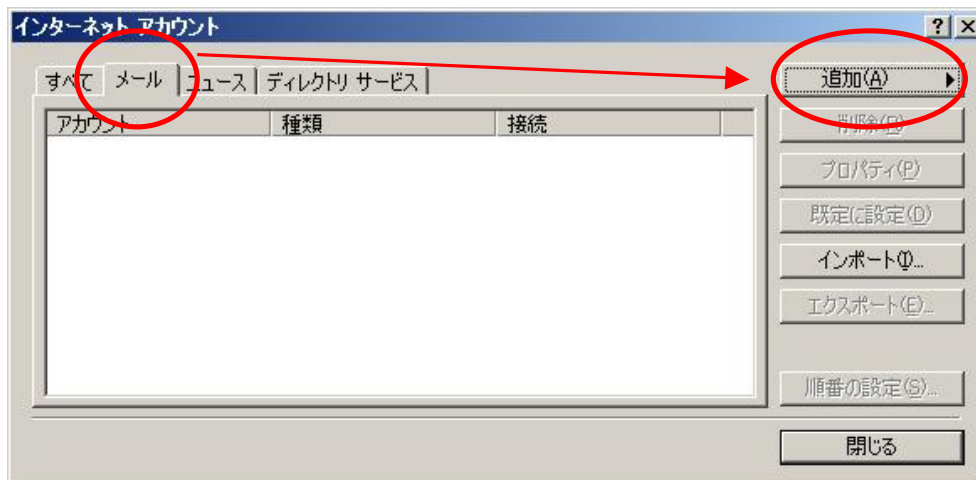 インターネット アカウント
すべて メール ニュース ディレクトリ サービス
追加(A)
アカウント 種類 接続
削除(R)
プロパティ(P)
既定に設定(D)
インポート(I)...
エクスポート(E)...
順番の設定(S)...
閉じる